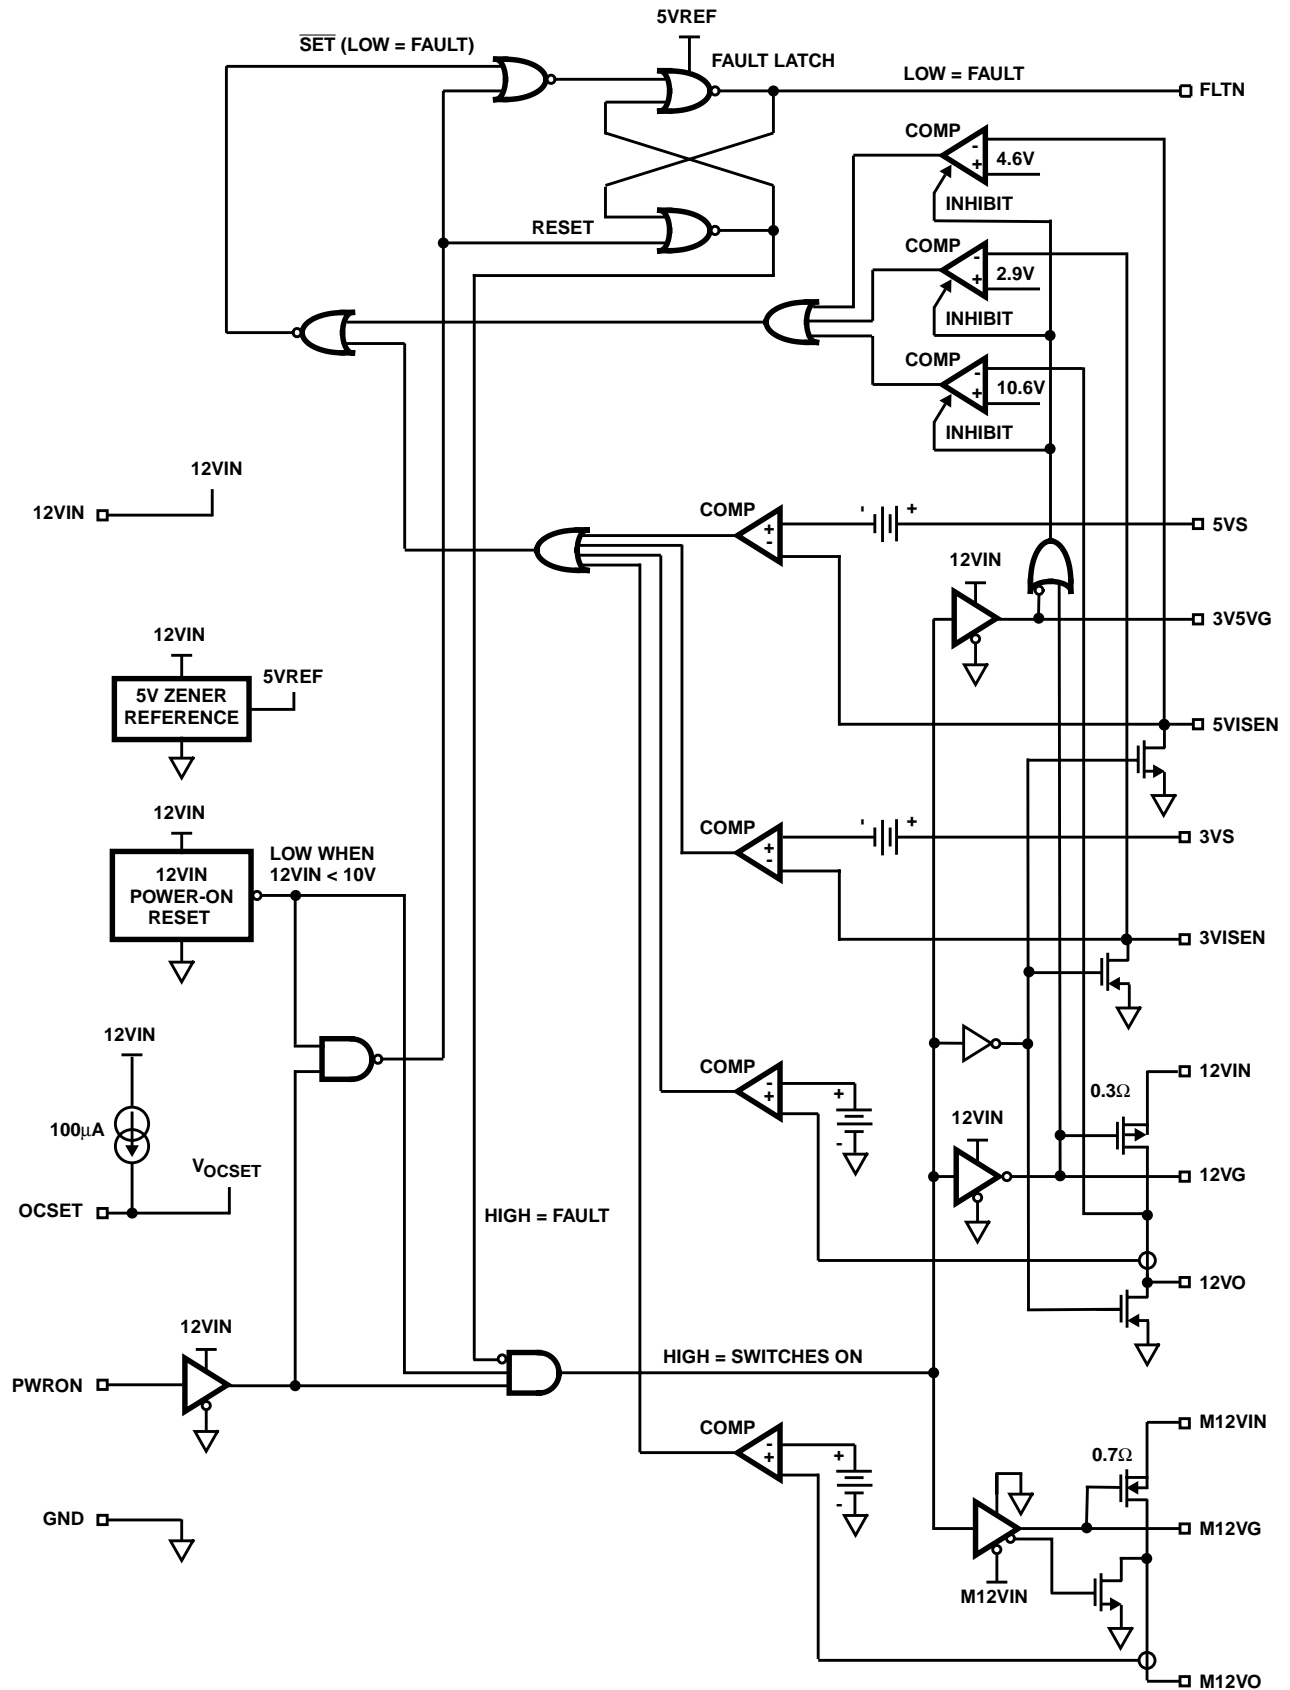 5VREF
SET (LOW = FAULT)
FAULT LATCH
LOW = FAULT
FLTN
COMP
-
+
4.6V
INHIBIT
RESET
COMP
-
+
2.9V
INHIBIT
COMP
-
+
10.6V
INHIBIT
12VIN
12VIN
COMP
+
-
- +
5VS
12VIN
3V5VG
12VIN
5VREF
5V ZENER
REFERENCE
5VISEN
12VIN
LOW WHEN
12VIN < 10V
12VIN
POWER-ON
RESET
COMP
+
-
- +
3VS
3VISEN
12VIN
100μA
VOCSET
OCSET
COMP
-
+
+
-
12VIN
0.3Ω
12VIN
12VG
HIGH = FAULT
12VO
12VIN
PWRON
HIGH = SWITCHES ON
COMP
-
+
+
-
M12VIN
0.7Ω
GND
M12VG
M12VIN
M12VO